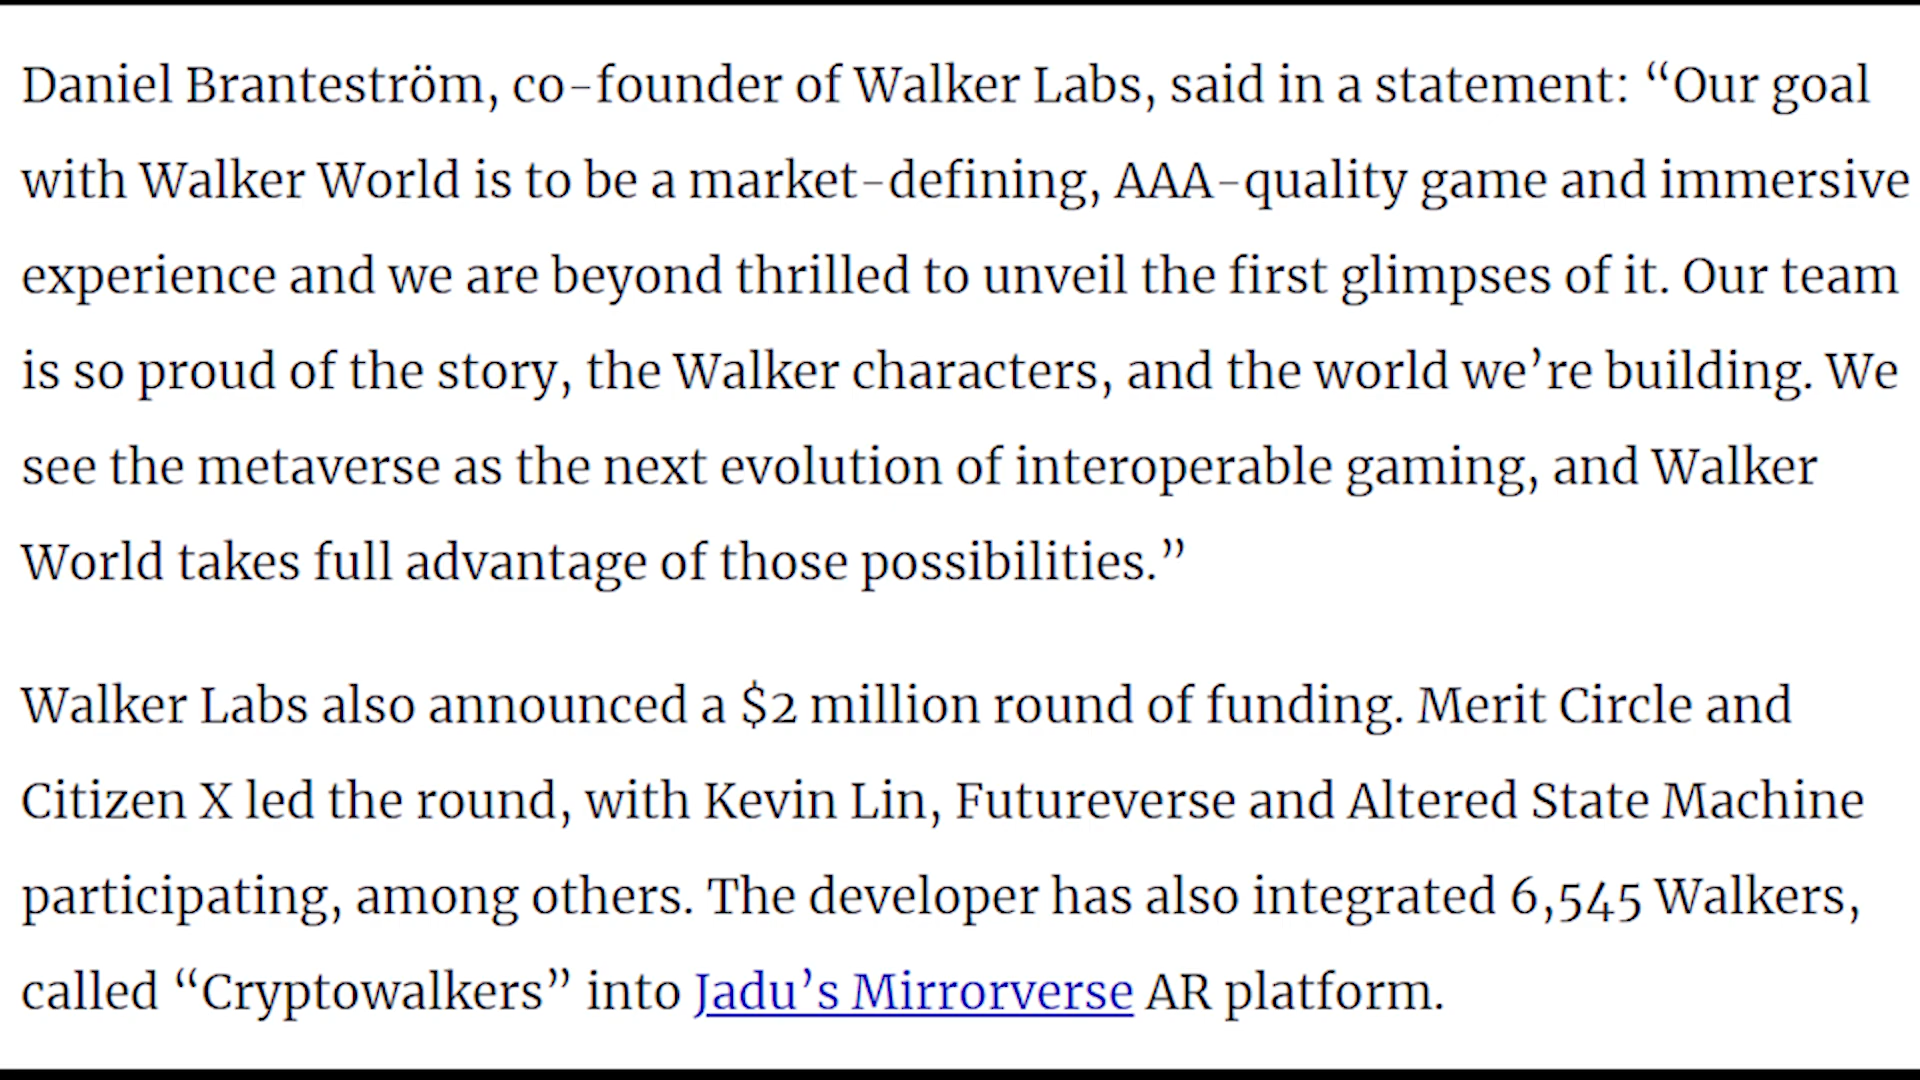 Daniel Branteström, co-founder of Walker Labs, said in a statement: “Our goal
with Walker World is to be a market-defining, AAA-quality game and immersive
experience and we are beyond thrilled to unveil the first glimpses of it. Our team
is so proud of the story, the Walker characters, and the world we’re building. We
see the metaverse as the next evolution of interoperable gaming, and Walker
World takes full advantage of those possibilities.”
Walker Labs also announced a $2 million round of funding. Merit Circle and
Citizen X led the round, with Kevin Lin, Futureverse and Altered State Machine
participating, among others. The developer has also integrated 6,545 Walkers,
called “Cryptowalkers” into Jadu’s Mirrorverse AR platform.